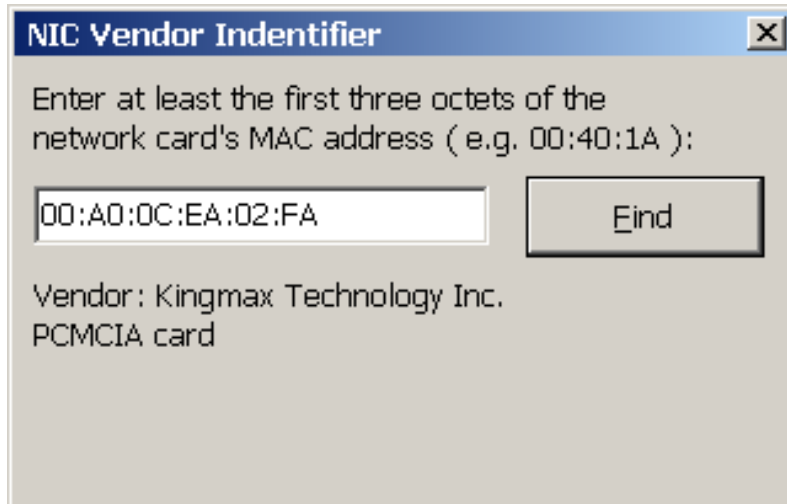 NIC Vendor Indentifier
Enter at least the first three octets of the
network card's MAC address ( e.g. 00:40:1A ):
00:A0:0C:EA:02:FA
Find
Vendor: Kingmax Technology Inc.
PCMCIA card